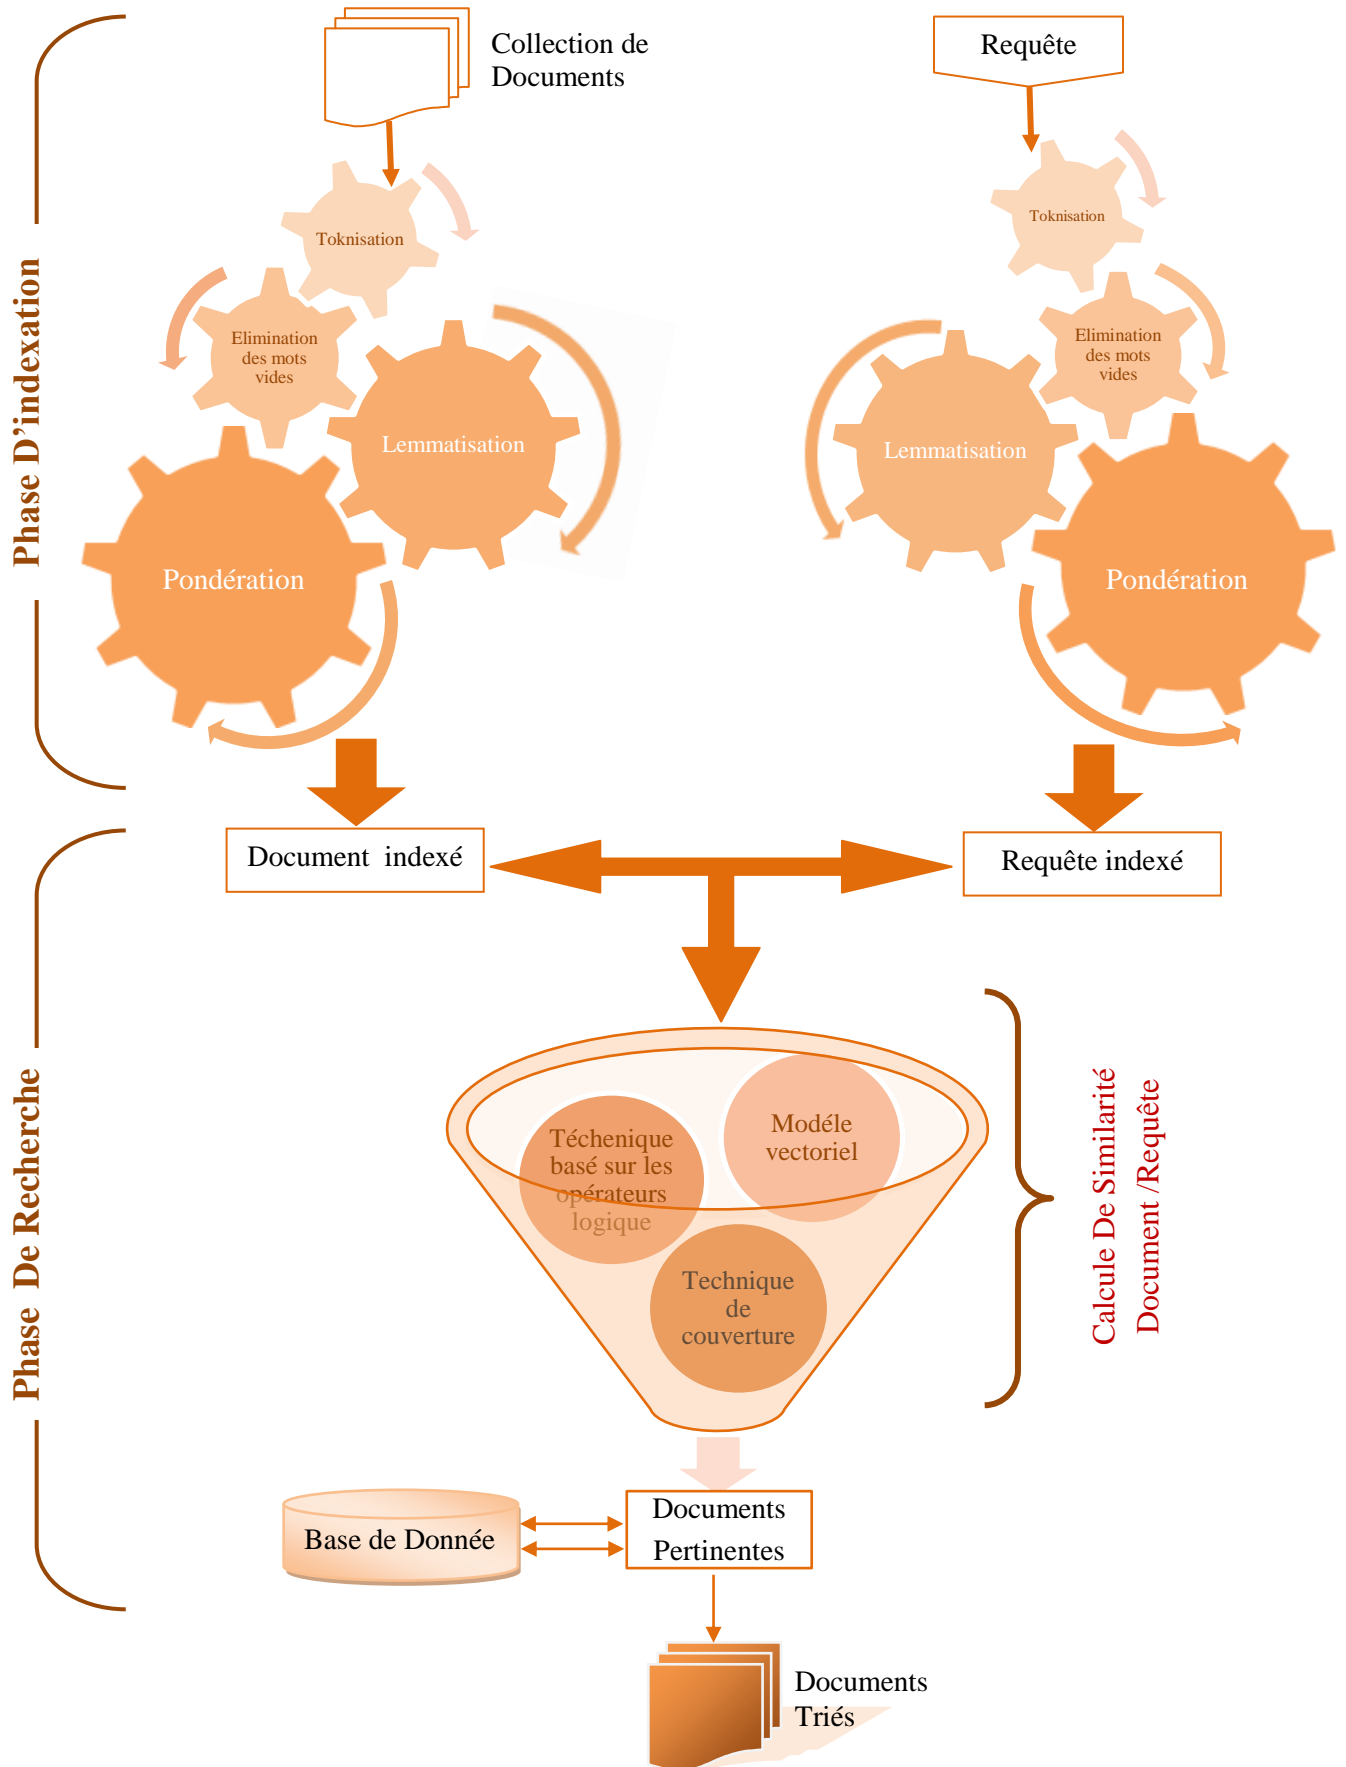 Collection de
Documents
Requête
Toknisation
Toknisation
Elimination
des mots
vides
Elimination
des mots
vides
Lemmatisation
Lemmatisation
Pondération
Pondération
Phase D’indexation
Document indexé
Requête indexé
Phase De Recherche
Modéle
vectoriel
Téchenique
basé sur les
opérateurs
logique
Technique
de
couverture
Calcule De Similarité
Document /Requête
Documents
Pertinentes
Base de Donnée
Documents
Triés